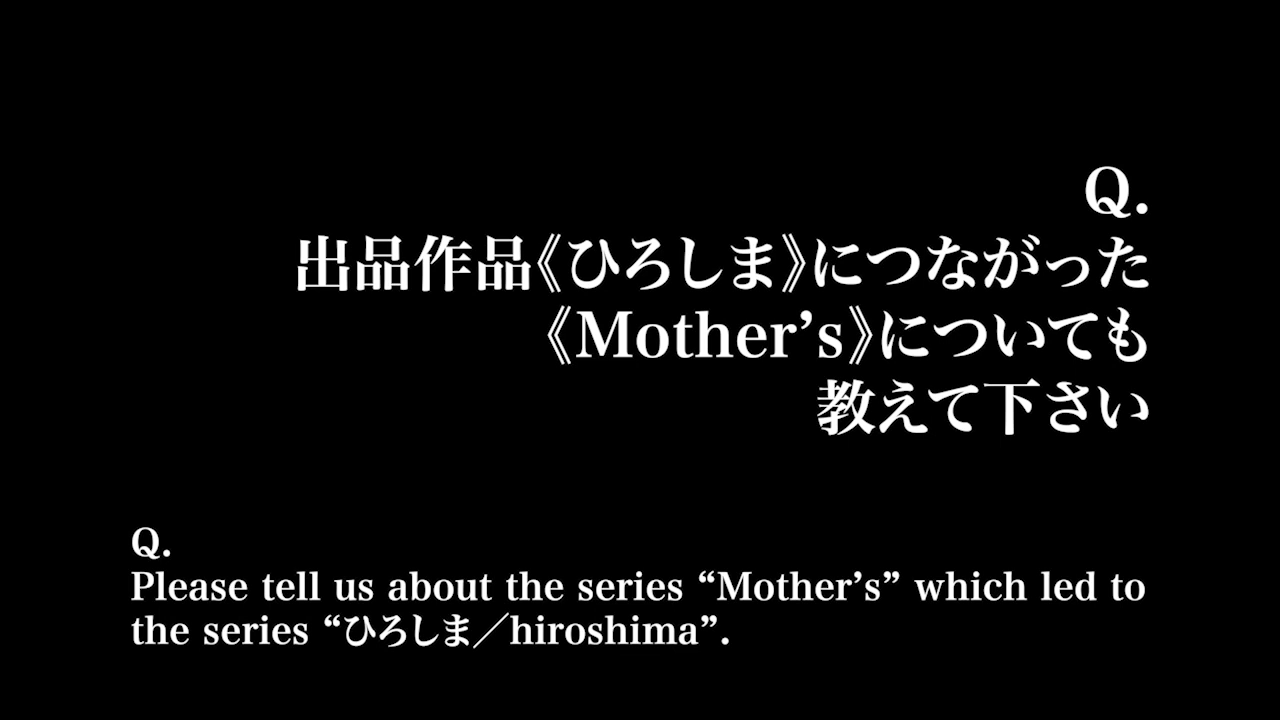 Q.
出品作品《ひろしま》につながった
《Mother’s》についても
教えて下さい
Q.
Please tell us about the series “Mother’s” which led to
the series “ひろしま／hiroshima”.